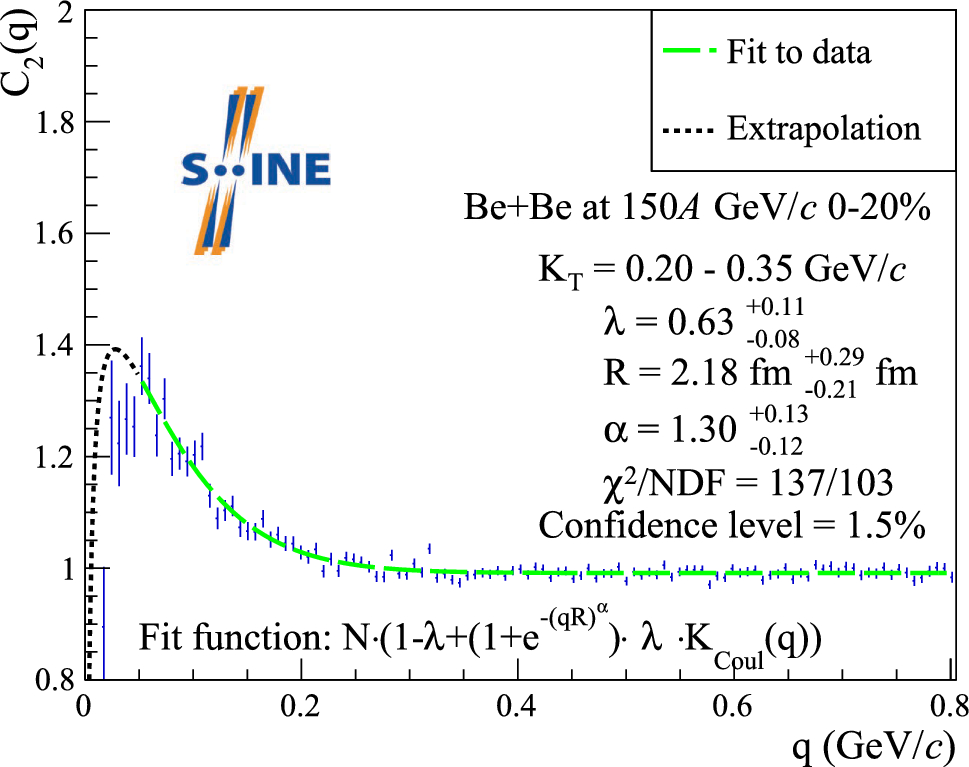 C₂(q)
2
1.8
1.6
1.4
1.2
1
0.8
Fit to data
Extrapolation
S··INE
Be+Be at 150A GeV/c 0-20%
K_T = 0.20 - 0.35 GeV/c
λ = 0.63 +0.11 -0.08
R = 2.18 fm +0.29 -0.21 fm
α = 1.30 +0.13 -0.12
χ²/NDF = 137/103
Confidence level = 1.5%
Fit function: N·(1-λ+(1+e^{-(qR)^α})· λ ·K_Coul(q))
0 0.2 0.4 0.6 0.8
q (GeV/c)